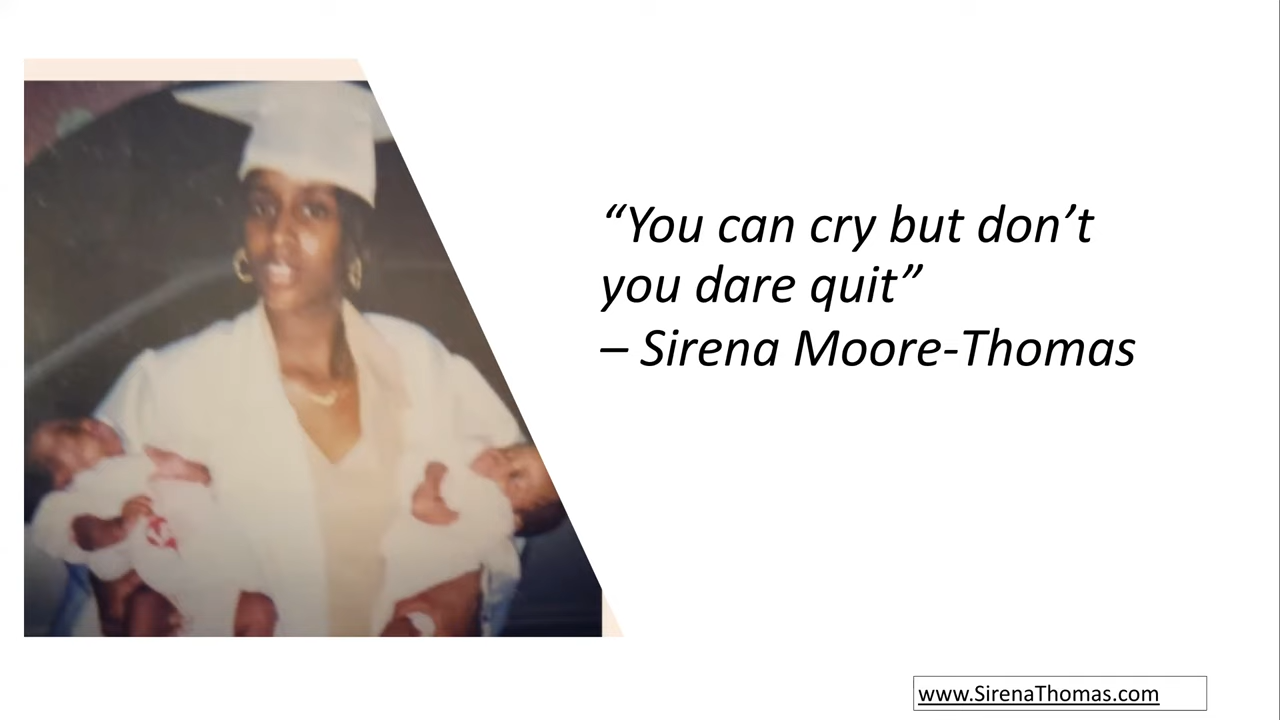 “You can cry but don’t
you dare quit”
– Sirena Moore-Thomas
www.SirenaThomas.com